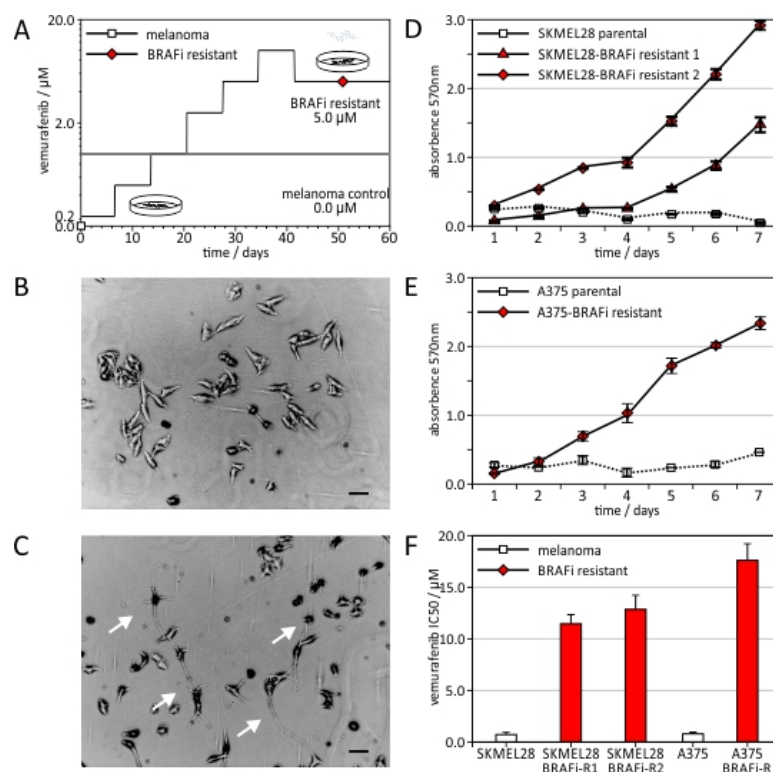 A
20.0
2.0
0.2
0.0
vemurafenib / µM
melanoma
BRAFi resistant
BRAFi resistant
5.0 µM
melanoma control
0.0 µM
0 10 20 30 40 50 60
time / days
B
C
D
3.0
2.0
1.0
0.0
absorbence 570nm
SKMEL28 parental
SKMEL28-BRAFi resistant 1
SKMEL28-BRAFi resistant 2
1 2 3 4 5 6 7
time / days
E
3.0
2.0
1.0
0.0
absorbence 570nm
A375 parental
A375-BRAFi resistant
1 2 3 4 5 6 7
time / days
F
20.0
15.0
10.0
5.0
0.0
vemurafenib IC50 / µM
melanoma
BRAFi resistant
SKMEL28 SKMEL28 SKMEL28 A375 A375
BRAFi-R1 BRAFi-R2 BRAFi-R